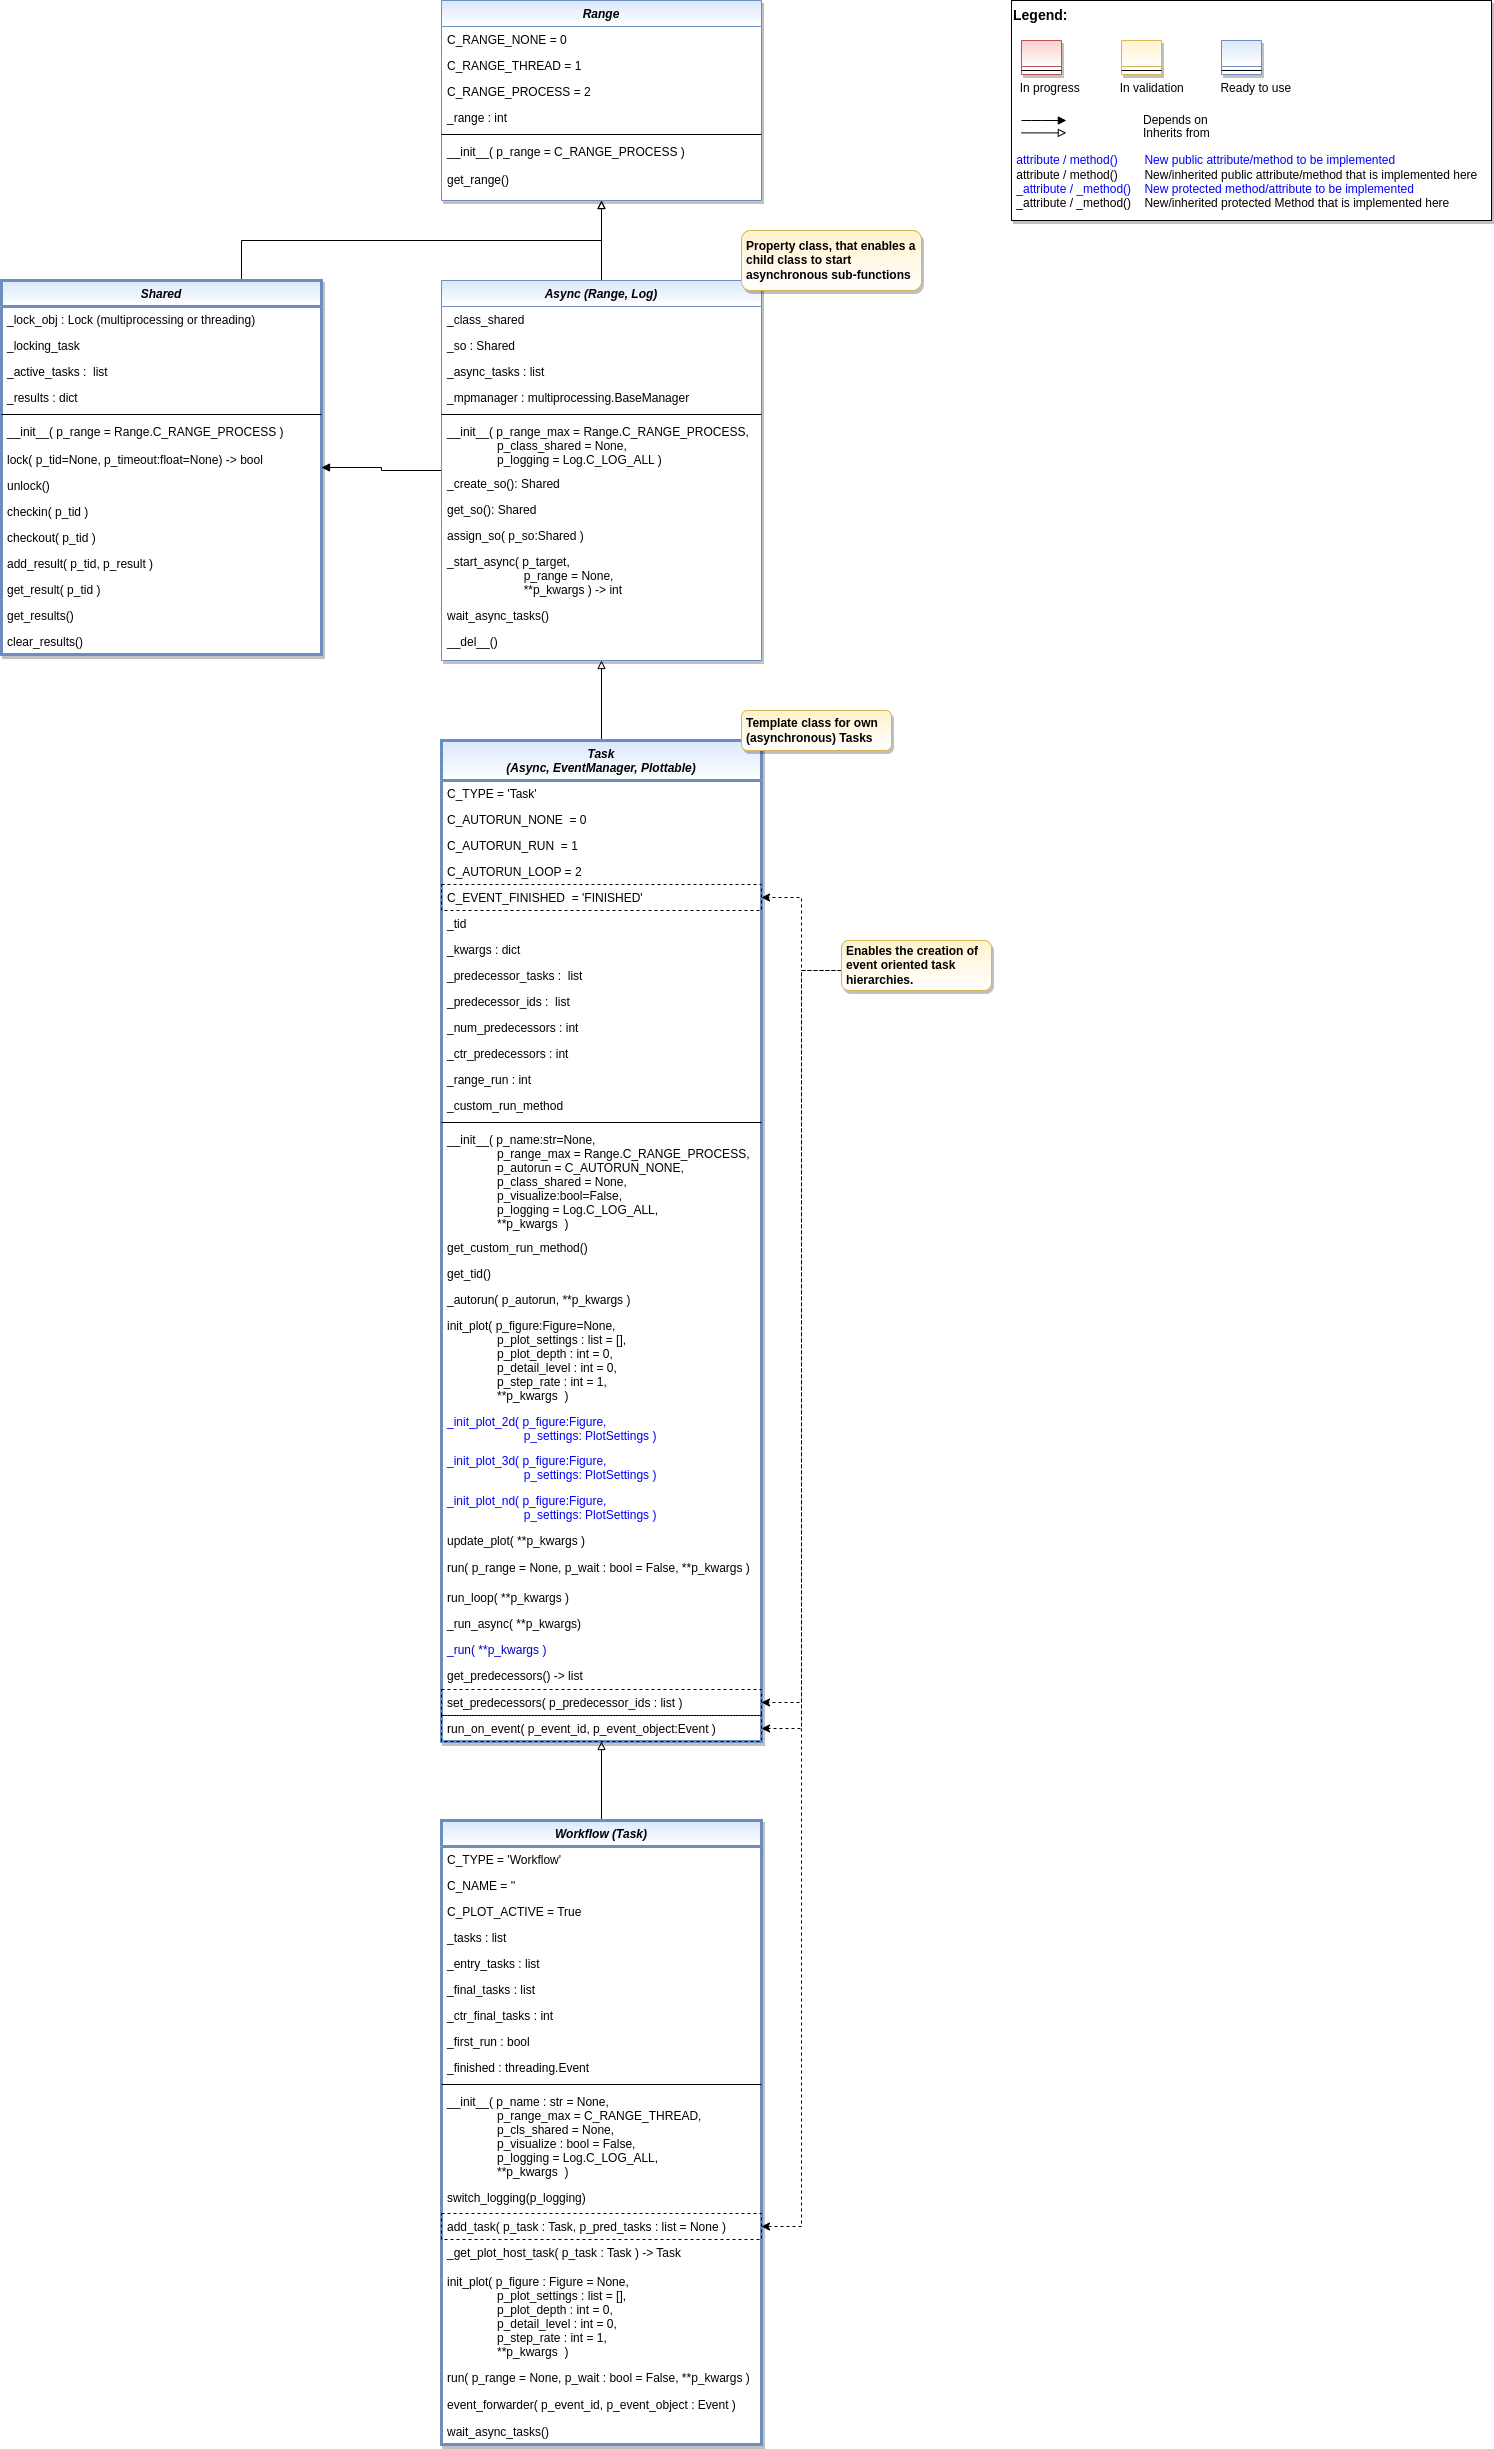 Range
C_RANGE_NONE = 0
C_RANGE_THREAD = 1
C_RANGE_PROCESS = 2
_range : int
__init__( p_range = C_RANGE_PROCESS )
get_range()
Legend:
In progress
In validation
Ready to use
Depends on
Inherits from
attribute / method() New public attribute/method to be implemented
attribute / method() New/inherited public attribute/method that is implemented here
_attribute / _method() New protected method/attribute to be implemented
_attribute / _method() New/inherited protected Method that is implemented here
Property class, that enables a
child class to start
asynchronous sub-functions
Shared
_lock_obj : Lock (multiprocessing or threading)
_locking_task
_active_tasks :  list
_results : dict
__init__( p_range = Range.C_RANGE_PROCESS )
lock( p_tid=None, p_timeout:float=None) -> bool
unlock()
checkin( p_tid )
checkout( p_tid )
add_result( p_tid, p_result )
get_result( p_tid )
get_results()
clear_results()
Async (Range, Log)
_class_shared
_so : Shared
_async_tasks : list
_mpmanager : multiprocessing.BaseManager
__init__( p_range_max = Range.C_RANGE_PROCESS,
p_class_shared = None,
p_logging = Log.C_LOG_ALL )
_create_so(): Shared
get_so(): Shared
assign_so( p_so:Shared )
_start_async( p_target,
p_range = None,
**p_kwargs ) -> int
wait_async_tasks()
__del__()
Template class for own
(asynchronous) Tasks
Task
(Async, EventManager, Plottable)
C_TYPE = 'Task'
C_AUTORUN_NONE  = 0
C_AUTORUN_RUN  = 1
C_AUTORUN_LOOP = 2
C_EVENT_FINISHED  = 'FINISHED'
_tid
_kwargs : dict
_predecessor_tasks :  list
_predecessor_ids :  list
_num_predecessors : int
_ctr_predecessors : int
_range_run : int
_custom_run_method
__init__( p_name:str=None,
p_range_max = Range.C_RANGE_PROCESS,
p_autorun = C_AUTORUN_NONE,
p_class_shared = None,
p_visualize:bool=False,
p_logging = Log.C_LOG_ALL,
**p_kwargs  )
get_custom_run_method()
get_tid()
_autorun( p_autorun, **p_kwargs )
init_plot( p_figure:Figure=None,
p_plot_settings : list = [],
p_plot_depth : int = 0,
p_detail_level : int = 0,
p_step_rate : int = 1,
**p_kwargs  )
_init_plot_2d( p_figure:Figure,
p_settings: PlotSettings )
_init_plot_3d( p_figure:Figure,
p_settings: PlotSettings )
_init_plot_nd( p_figure:Figure,
p_settings: PlotSettings )
update_plot( **p_kwargs )
run( p_range = None, p_wait : bool = False, **p_kwargs )
run_loop( **p_kwargs )
_run_async( **p_kwargs)
_run( **p_kwargs )
get_predecessors() -> list
set_predecessors( p_predecessor_ids : list )
run_on_event( p_event_id, p_event_object:Event )
Enables the creation of
event oriented task
hierarchies.
Workflow (Task)
C_TYPE = 'Workflow'
C_NAME = ''
C_PLOT_ACTIVE = True
_tasks : list
_entry_tasks : list
_final_tasks : list
_ctr_final_tasks : int
_first_run : bool
_finished : threading.Event
__init__( p_name : str = None,
p_range_max = C_RANGE_THREAD,
p_cls_shared = None,
p_visualize : bool = False,
p_logging = Log.C_LOG_ALL,
**p_kwargs  )
switch_logging(p_logging)
add_task( p_task : Task, p_pred_tasks : list = None )
_get_plot_host_task( p_task : Task ) -> Task
init_plot( p_figure : Figure = None,
p_plot_settings : list = [],
p_plot_depth : int = 0,
p_detail_level : int = 0,
p_step_rate : int = 1,
**p_kwargs  )
run( p_range = None, p_wait : bool = False, **p_kwargs )
event_forwarder( p_event_id, p_event_object : Event )
wait_async_tasks()